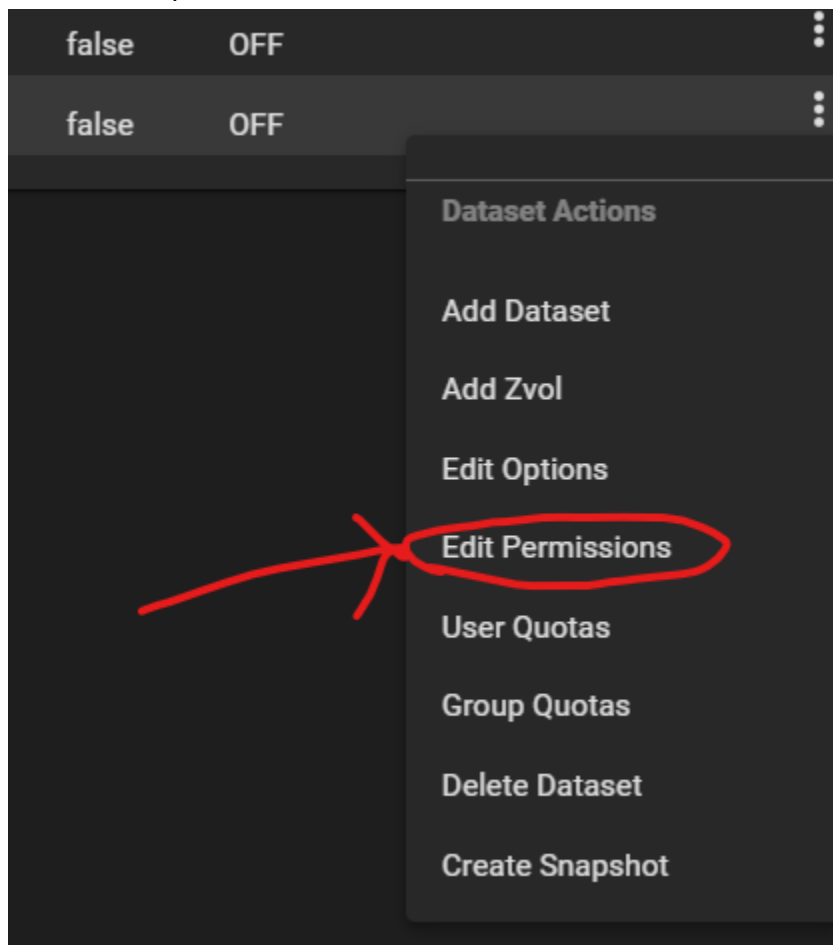 false OFF
false OFF
Dataset Actions
Add Dataset
Add Zvol
Edit Options
Edit Permissions
User Quotas
Group Quotas
Delete Dataset
Create Snapshot